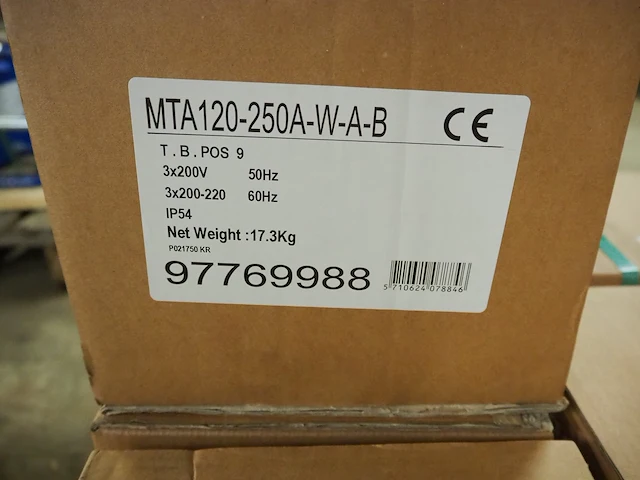 MTA120-250A-W-A-B CE
T.B.POS 9
3x200V 50Hz
3x200-220 60Hz
IP54
Net Weight :17.3Kg
P021750 KR
97769988
5 710624 078846